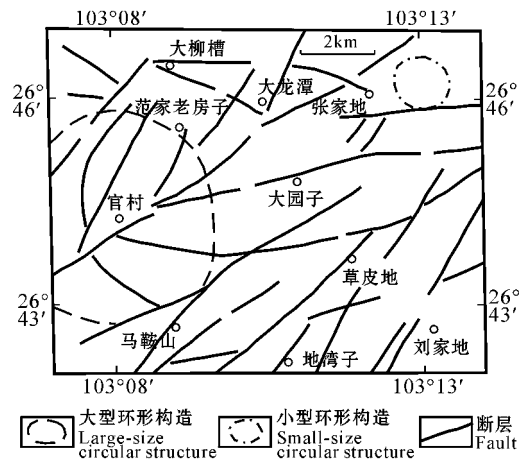 103°08′
103°13′
2km
大柳槽
26°
46′
大龙潭
张家地
26°
46′
范家老房子
官村
大园子
草皮地
26°
43′
26°
43′
马鞍山
地湾子
刘家地
103°08′
103°13′
大型环形构造
Large-size
circular structure
小型环形构造
Small-size
circular structure
断层
Fault